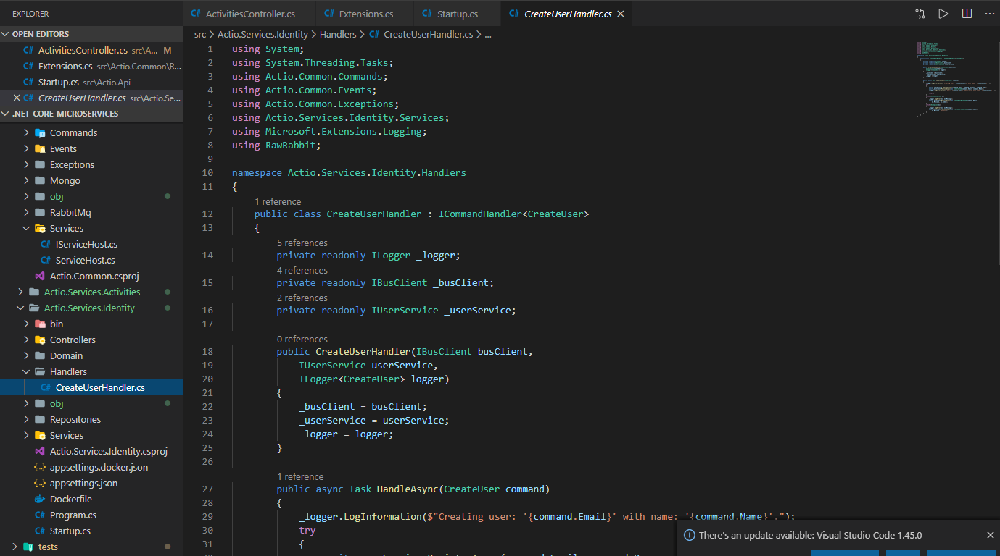 EXPLORER
OPEN EDITORS
C# ActivitiesController.cs src\A... M
C# Extensions.cs src\Actio.Common\R...
C# Startup.cs src\Actio.Api
C# CreateUserHandler.cs src\Actio.Se...
.NET-CORE-MICROSERVICES
Commands
Events
Exceptions
Mongo
obj
RabbitMq
Services
C# IServiceHost.cs
C# ServiceHost.cs
Actio.Common.csproj
Actio.Services.Activities
Actio.Services.Identity
bin
Controllers
Domain
Handlers
C# CreateUserHandler.cs
obj
Repositories
Services
Actio.Services.Identity.csproj
{..} appsettings.docker.json
{..} appsettings.json
Dockerfile
C# Program.cs
C# Startup.cs
tests
C# ActivitiesController.cs
C# Extensions.cs
C# Startup.cs
C# CreateUserHandler.cs
src > Actio.Services.Identity > Handlers > C# CreateUserHandler.cs > ...
1 using System;
2 using System.Threading.Tasks;
3 using Actio.Common.Commands;
4 using Actio.Common.Events;
5 using Actio.Common.Exceptions;
6 using Actio.Services.Identity.Services;
7 using Microsoft.Extensions.Logging;
8 using RawRabbit;
9
10 namespace Actio.Services.Identity.Handlers
11 {
1 reference
12 public class CreateUserHandler : ICommandHandler<CreateUser>
13 {
5 references
14 private readonly ILogger _logger;
4 references
15 private readonly IBusClient _busClient;
2 references
16 private readonly IUserService _userService;
17
0 references
18 public CreateUserHandler(IBusClient busClient,
19 IUserService userService,
20 ILogger<CreateUser> logger)
21 {
22 _busClient = busClient;
23 _userService = userService;
24 _logger = logger;
25 }
26
1 reference
27 public async Task HandleAsync(CreateUser command)
28 {
29 _logger.LogInformation($"Creating user: '{command.Email}' with name: '{command.Name}'.");
30 try
31 {
There's an update available: Visual Studio Code 1.45.0